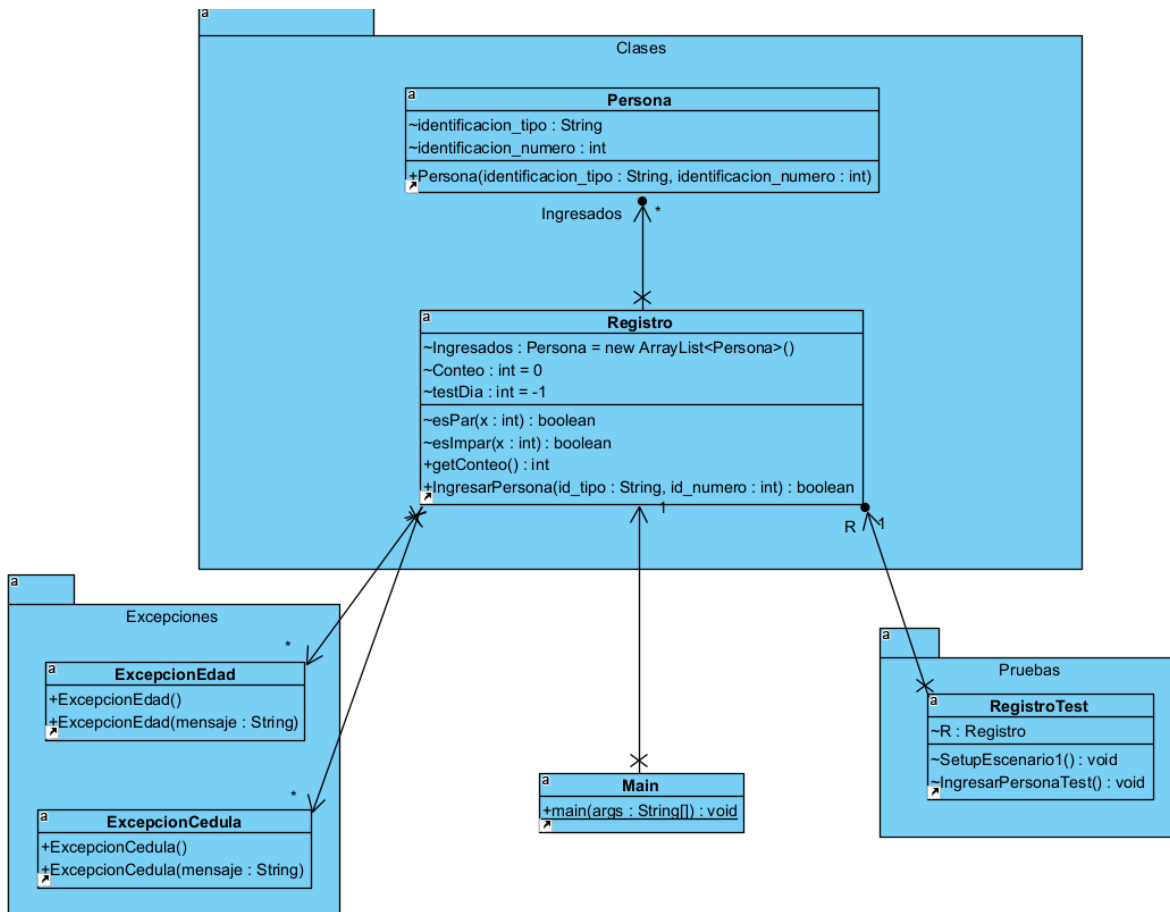 a
Clases
a
Persona
~identificacion_tipo : String
~identificacion_numero : int
+Persona(identificacion_tipo : String, identificacion_numero : int)
Ingresados
*
a
Registro
~Ingresados : Persona = new ArrayList<Persona>()
~Conteo : int = 0
~testDia : int = -1
~esPar(x : int) : boolean
~esImpar(x : int) : boolean
+getConteo() : int
+IngresarPersona(id_tipo : String, id_numero : int) : boolean
1
R
1
a
Excepciones
*
a
ExcepcionEdad
+ExcepcionEdad()
+ExcepcionEdad(mensaje : String)
*
a
ExcepcionCedula
+ExcepcionCedula()
+ExcepcionCedula(mensaje : String)
a
Main
+main(args : String[]) : void
a
Pruebas
a
RegistroTest
~R : Registro
~SetupEscenario1() : void
~IngresarPersonaTest() : void